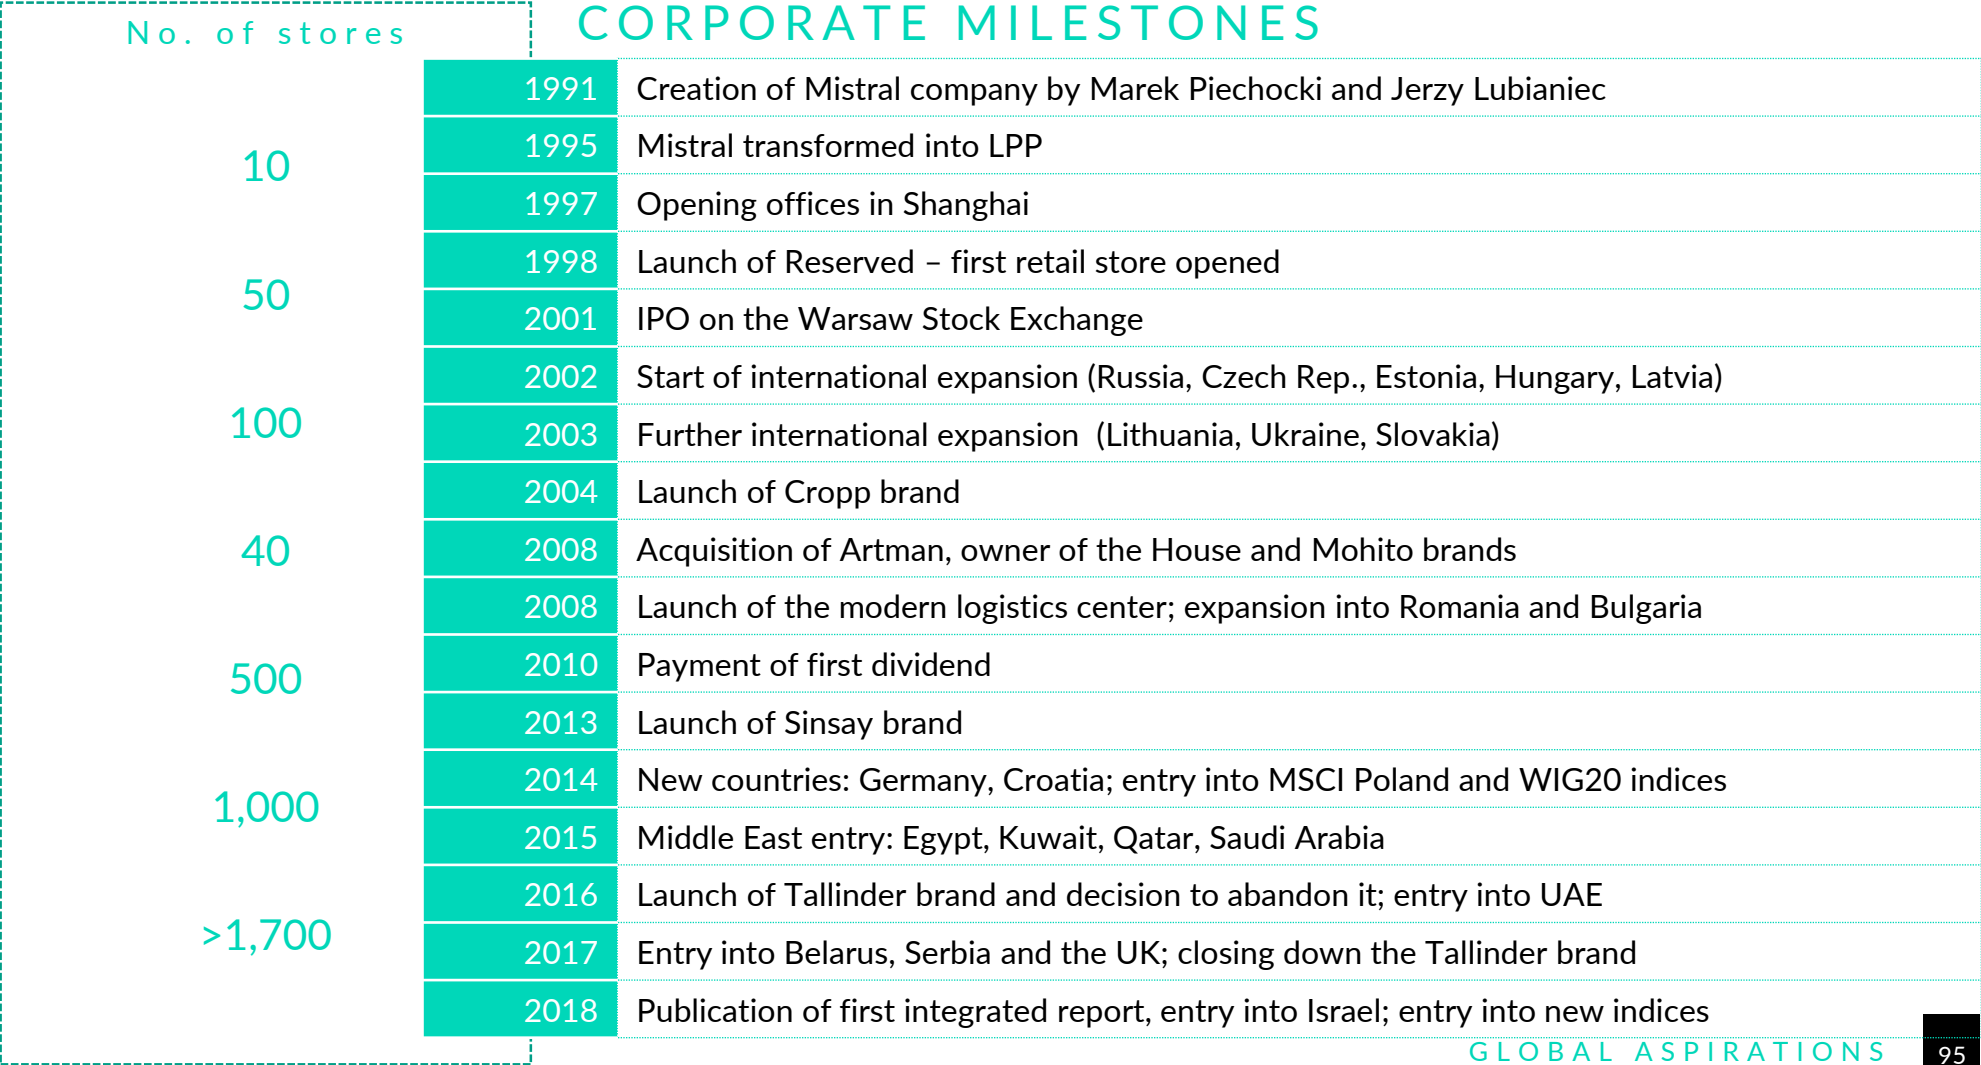 No. of stores
10
50
100
40
500
1,000
>1,700
CORPORATE MILESTONES
1991 Creation of Mistral company by Marek Piechocki and Jerzy Lubianiec
1995 Mistral transformed into LPP
1997 Opening offices in Shanghai
1998 Launch of Reserved – first retail store opened
2001 IPO on the Warsaw Stock Exchange
2002 Start of international expansion (Russia, Czech Rep., Estonia, Hungary, Latvia)
2003 Further international expansion  (Lithuania, Ukraine, Slovakia)
2004 Launch of Cropp brand
2008 Acquisition of Artman, owner of the House and Mohito brands
2008 Launch of the modern logistics center; expansion into Romania and Bulgaria
2010 Payment of first dividend
2013 Launch of Sinsay brand
2014 New countries: Germany, Croatia; entry into MSCI Poland and WIG20 indices
2015 Middle East entry: Egypt, Kuwait, Qatar, Saudi Arabia
2016 Launch of Tallinder brand and decision to abandon it; entry into UAE
2017 Entry into Belarus, Serbia and the UK; closing down the Tallinder brand
2018 Publication of first integrated report, entry into Israel; entry into new indices
GLOBAL ASPIRATIONS
95